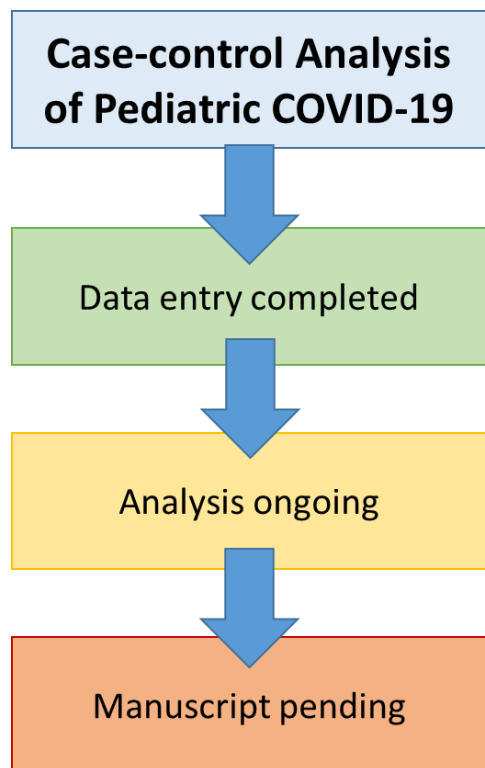 Case-control Analysis
of Pediatric COVID-19
Data entry completed
Analysis ongoing
Manuscript pending